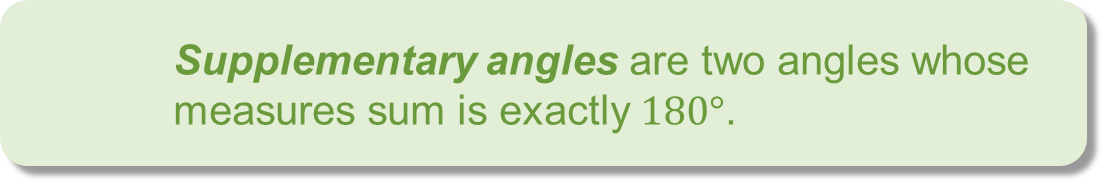 Supplementary angles are two angles whose
measures sum is exactly 180°.